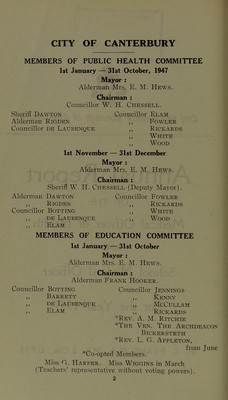 CITY OF CANTERBURY
MEMBERS OF PUBLIC HEALTH COMMITTEE
1st January — 31st October, 1947
Mayor :
Alderman Mrs. E. M. Hews.
Chairman :
Councillor W. H. Chessell.
Sheriff Dawton Councillor Elam
Alderman Rigden ,, Fowler
Councillor de Laubenque ,, Rickards
,, White
,, Wood
1st November — 31st December
Mayor :
Alderman Mrs. E. M. Hews.
Chairman :
Sheriff W. H. Chessell (Deputy Mayor).
Alderman Dawton Councillor Fowler
,, Rigden ,, Rickards
Councillor Botting ,, White
,, de Laubenque ,, Wood
,, Elam
MEMBERS OF EDUCATION COMMITTEE
1st January — 31st October
Mayor :
Alderman Mrs. E. M. Hews.
Chairman :
Alderman Frank Hooker.
Councillor Botting Councillor Jennings
,, Barrett ,, Kenny
,, de Laubenque ,, McCullam
,, Elam ,, Rickards
*Rev. A. M. Ritchie
*The Ven. The Archdeacon
Bickersteth
*Rev. L. G. Appleton,
from June
*Co-opted Members.
Miss G. Harper. Miss Wiggins in March
(Teachers' representative without voting powers).
2